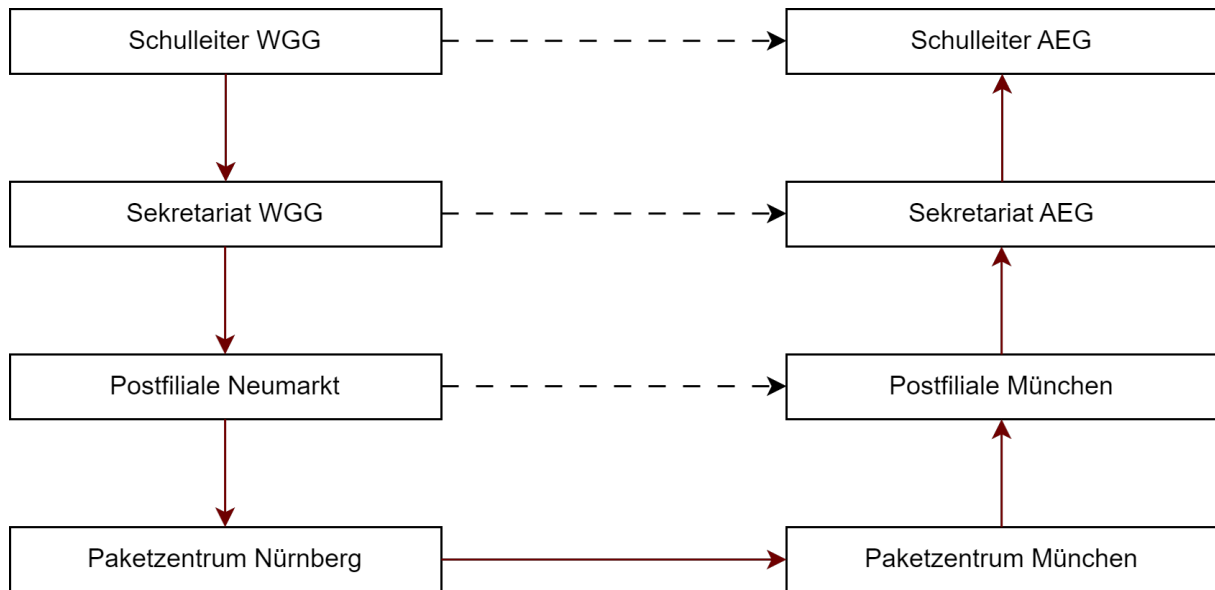 Schulleiter WGG
Schulleiter AEG
Sekretariat WGG
Sekretariat AEG
Postfiliale Neumarkt
Postfiliale München
Paketzentrum Nürnberg
Paketzentrum München